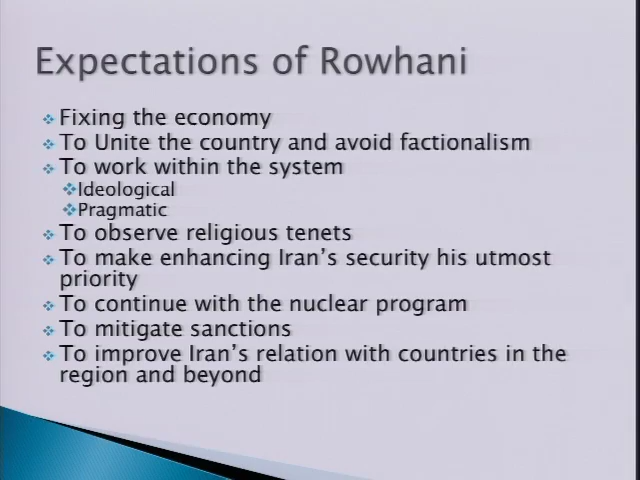 Expectations of Rowhani
Fixing the economy
To Unite the country and avoid factionalism
To work within the system
Ideological
Pragmatic
To observe religious tenets
To make enhancing Iran's security his utmost
priority
To continue with the nuclear program
To mitigate sanctions
To improve Iran's relation with countries in the
region and beyond